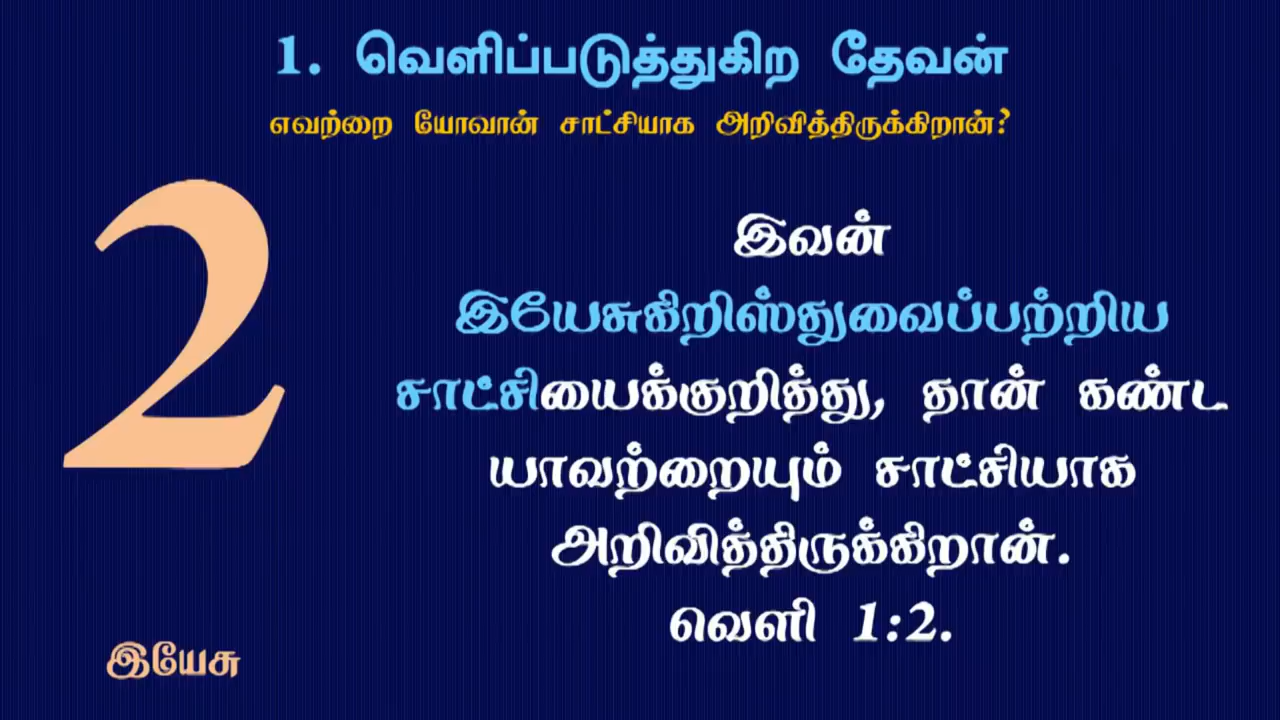 1. வெளிப்படுத்துகிற தேவன்
எவற்றை யோவான் சாட்சியாக அறிவித்திருக்கிறான்?
2
இவன்
இயேசுகிறிஸ்துவைப்பற்றிய
சாட்சியைக்குறித்து, தான் கண்ட
யாவற்றையும் சாட்சியாக
அறிவித்திருக்கிறான்.
வெளி 1:2.
இயேசு